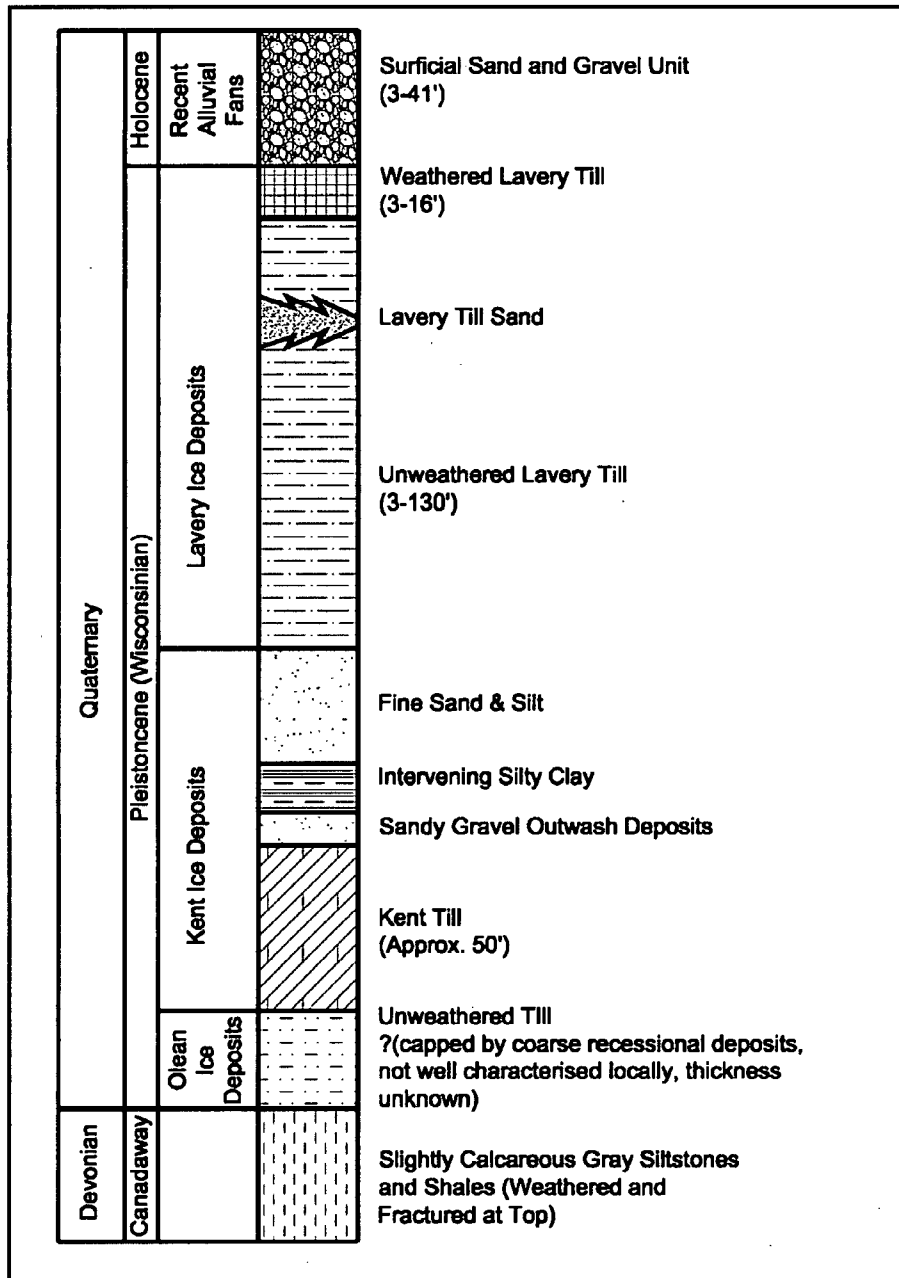 Quaternary
Devonian
Holocene
Pleistoncene (Wisconsinian)
Canadaway
Recent
Alluvial
Fans
Lavery Ice Deposits
Kent Ice Deposits
Olean
Ice
Deposits
Surficial Sand and Gravel Unit
(3-41')
Weathered Lavery Till
(3-16')
Lavery Till Sand
Unweathered Lavery Till
(3-130')
Fine Sand & Silt
Intervening Silty Clay
Sandy Gravel Outwash Deposits
Kent Till
(Approx. 50')
Unweathered TIll
?(capped by coarse recessional deposits,
not well characterised locally, thickness
unknown)
Slightly Calcareous Gray Siltstones
and Shales (Weathered and
Fractured at Top)